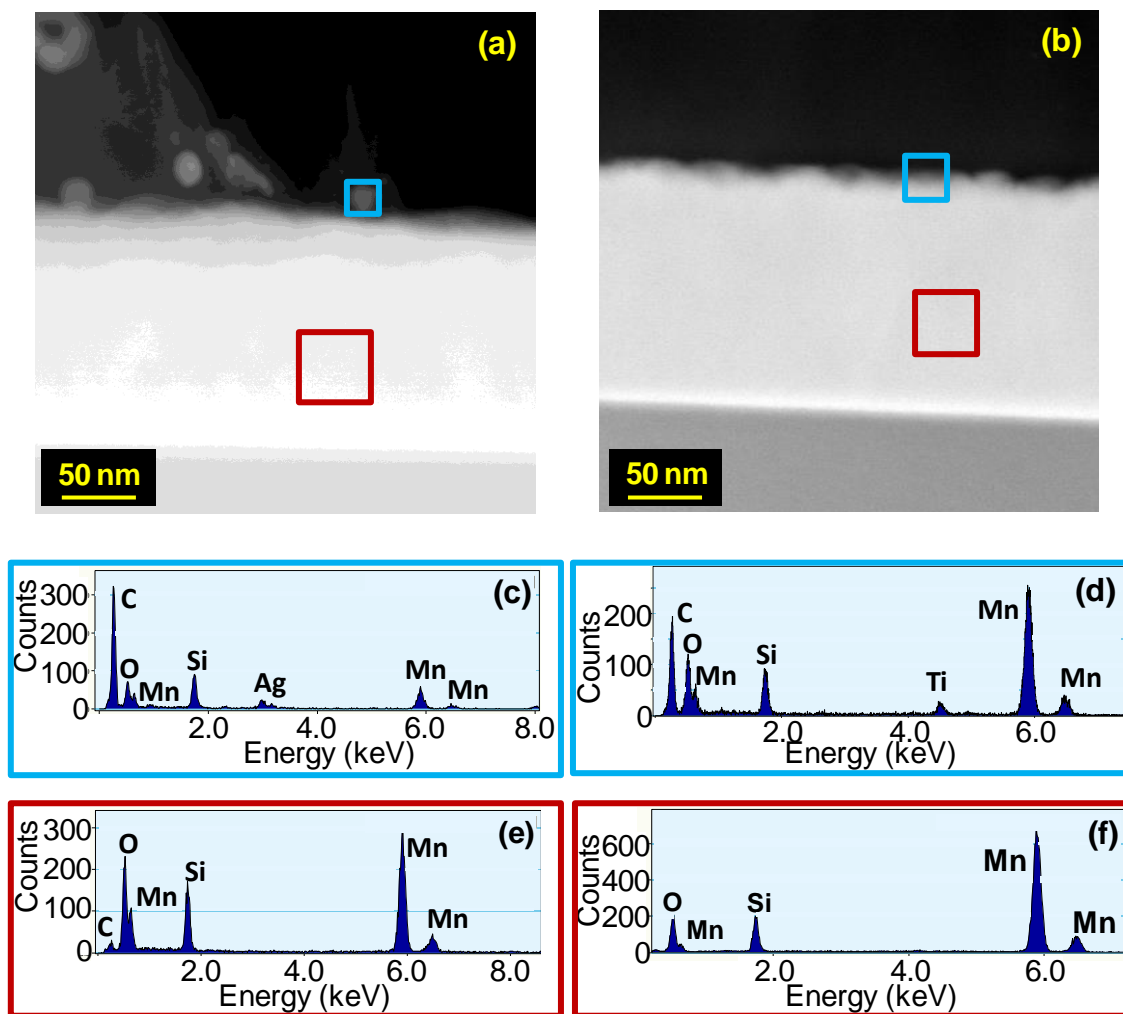 (a)
(b)
50 nm
50 nm
(c)
Counts
300
200
100
0
C
O
Mn
Si
Ag
Mn
Mn
2.0
4.0
6.0
8.0
Energy (keV)
(d)
Counts
200
100
0
C
O
Mn
Si
Ti
Mn
Mn
2.0
4.0
6.0
Energy (keV)
(e)
Counts
300
200
100
0
C
O
Mn
Si
Mn
Mn
2.0
4.0
6.0
8.0
Energy (keV)
(f)
Counts
600
400
200
0
O
Mn
Si
Mn
Mn
2.0
4.0
6.0
Energy (keV)